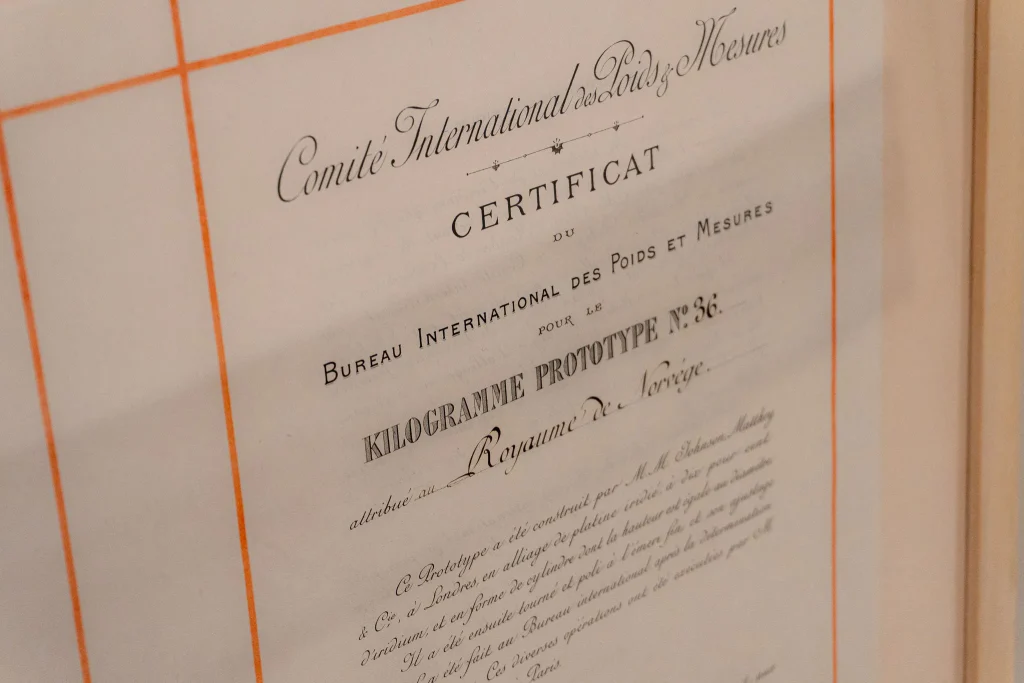 Comité International des Poids & Mesures
CERTIFICAT
DU
BUREAU INTERNATIONAL DES POIDS ET MESURES
POUR LE
KILOGRAMME PROTOTYPE Nº 36.
attribué au Royaume de Norvége.
Ce Prototype a été construit par M. M. Johnson, Matthey
& Cie, à Londres, en alliage de platine iridié à dix pour cent
d'iridium, et en forme de cylindre dont la hauteur est égale au diamètre
Il a été ensuite tourné et poli à l'émeri fin, et son ajustage
a été fait au Bureau international, après la détermination
Ces diverses opérations ont été exécutées par M.
Paris.